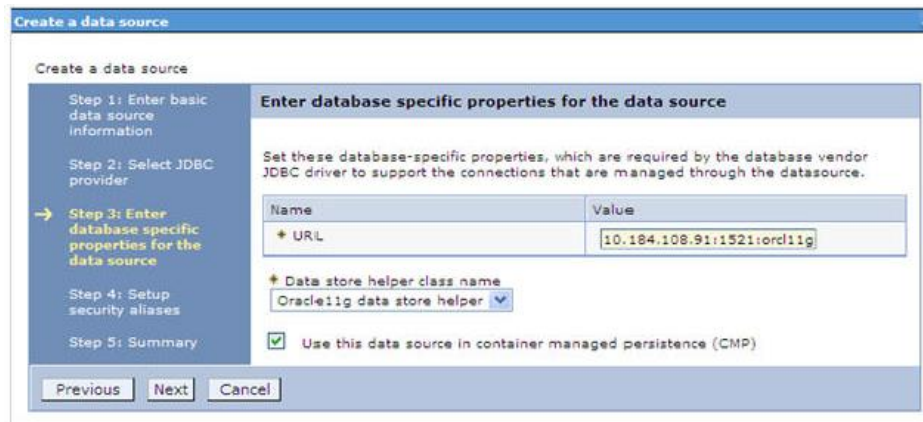 Create a data source
Create a data source
Step 1: Enter basic
data source
information
Step 2: Select JDBC
provider
Step 3: Enter
database specific
properties for the
data source
Step 4: Setup
security aliases
Step 5: Summary
Enter database specific properties for the data source
Set these database-specific properties, which are required by the database vendor
JDBC driver to support the connections that are managed through the datasource.
Name Value
* URL 10.184.108.91:1521:orcl11g
* Data store helper class name
Oracle11g data store helper
Use this data source in container managed persistence (CMP)
Previous Next Cancel